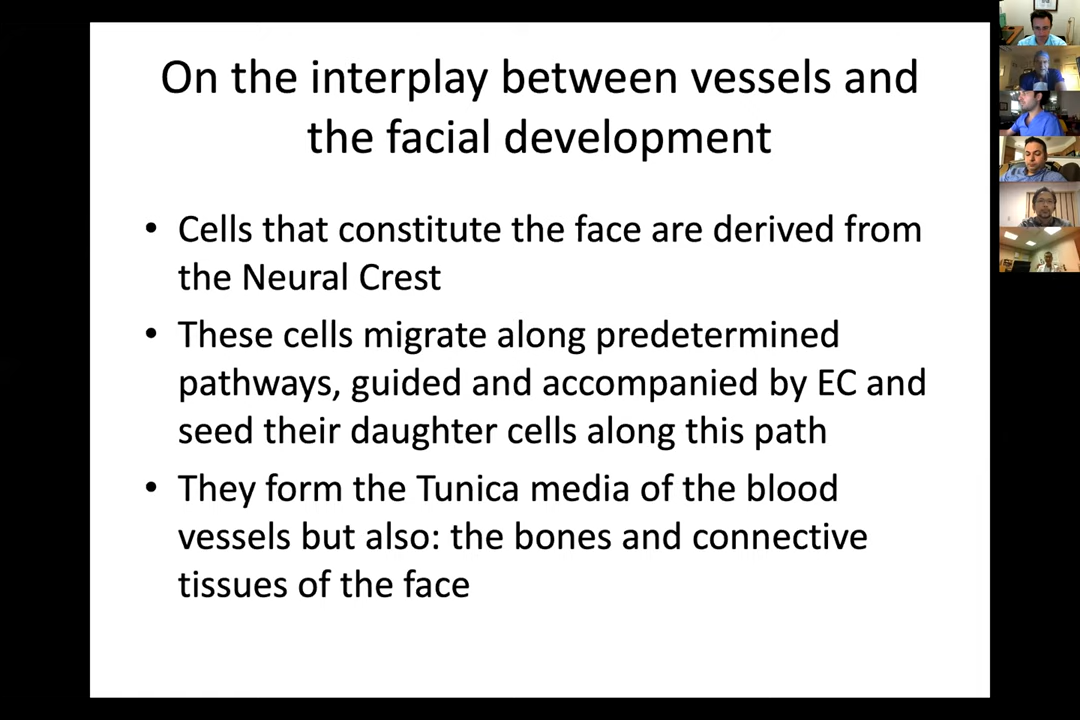 On the interplay between vessels and
the facial development
• Cells that constitute the face are derived from
the Neural Crest
• These cells migrate along predetermined
pathways, guided and accompanied by EC and
seed their daughter cells along this path
• They form the Tunica media of the blood
vessels but also: the bones and connective
tissues of the face